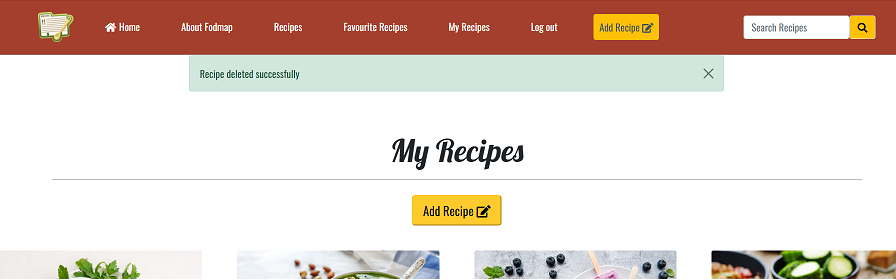 Home About Fodmap Recipes Favourite Recipes My Recipes Log out Add Recipe Search Recipes
Recipe deleted successfully
My Recipes
Add Recipe